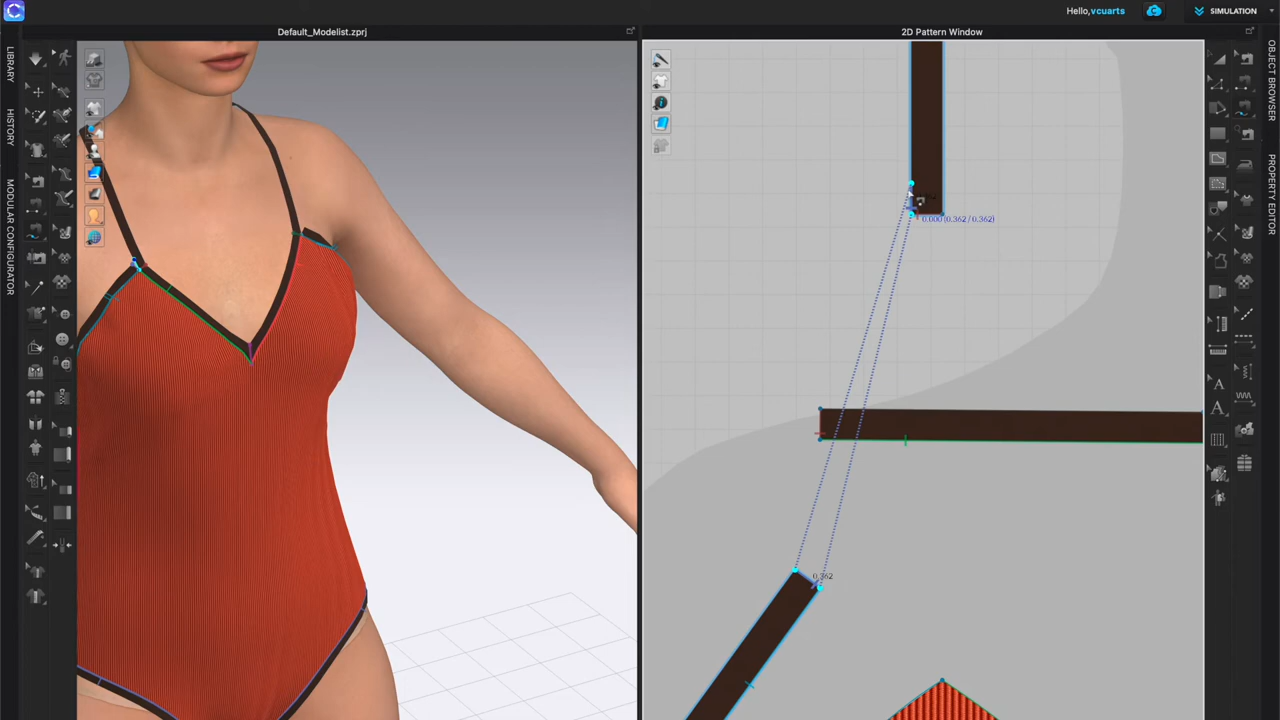 Hello,vcuarts
SIMULATION
Default_Modelist.zprj
2D Pattern Window
LIBRARY
HISTORY
MODULAR CONFIGURATOR
OBJECT BROWSER
PROPERTY EDITOR
0.000 (0.362 / 0.362)
0.362